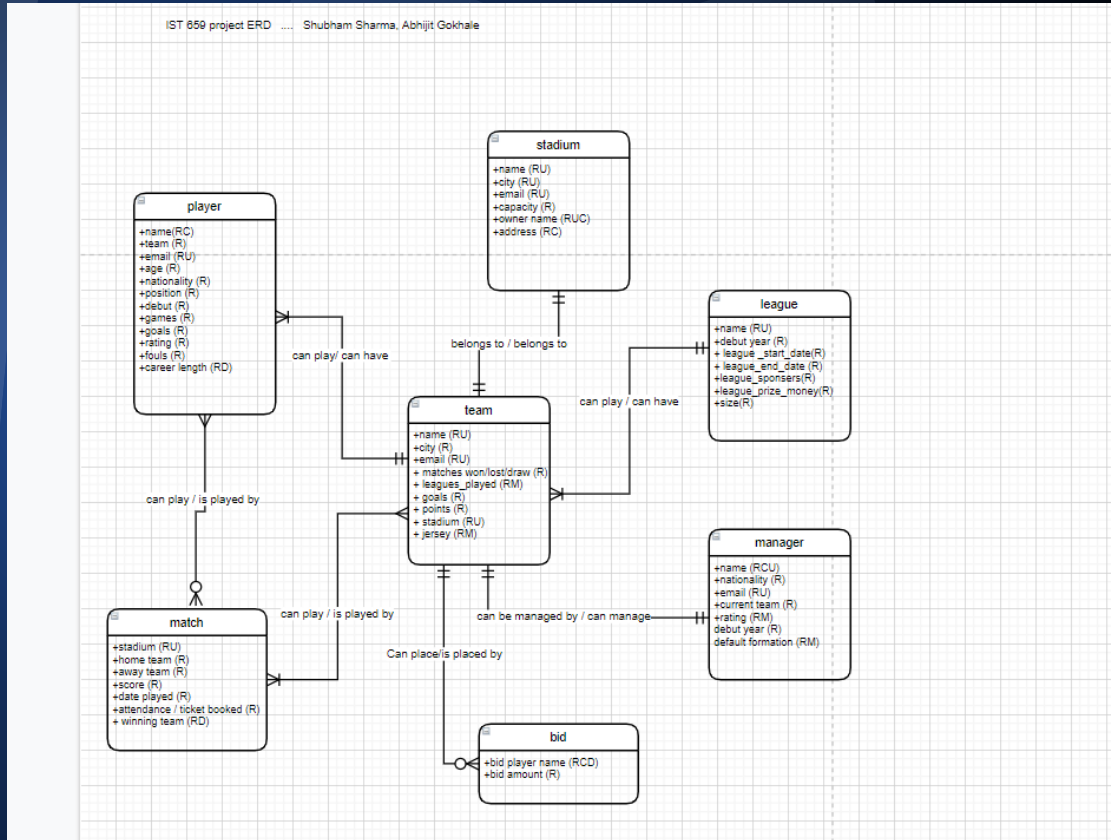 IST 659 project ERD .... Shubham Sharma, Abhijit Gokhale
stadium
+name (RU)
+city (RU)
+email (RU)
+capacity (R)
+owner name (RUC)
+address (RC)
player
+name(RC)
+team (R)
+email (RU)
+age (R)
+nationality (R)
+position (R)
+debut (R)
+games (R)
+goals (R)
+rating (R)
+fouls (R)
+career length (RD)
league
+name (RU)
+debut year (R)
+ league _start_date(R)
+ league_end_date (R)
+league_sponsers(R)
+league_prize_money(R)
+size(R)
belongs to / belongs to
can play/ can have
can play / can have
team
+name (RU)
+city (R)
+email (RU)
+ matches won/lost/draw (R)
+ leagues_played (RM)
+ goals (R)
+ points (R)
+ stadium (RU)
+ jersey (RM)
can play / is played by
manager
+name (RCU)
+nationality (R)
+email (RU)
+current team (R)
+rating (RM)
debut year (R)
default formation (RM)
can play / is played by
can be managed by / can manage
match
+stadium (RU)
+home team (R)
+away team (R)
+score (R)
+date played (R)
+attendance / ticket booked (R)
+ winning team (RD)
Can place/is placed by
bid
+bid player name (RCD)
+bid amount (R)